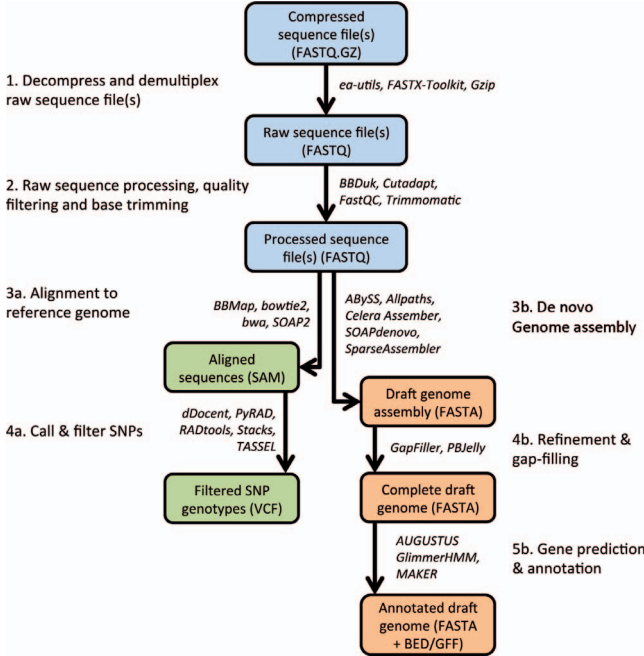 Compressed
sequence file(s)
(FASTQ.GZ)
1. Decompress and demultiplex
raw sequence file(s)
ea-utils, FASTX-Toolkit, Gzip
Raw sequence file(s)
(FASTQ)
2. Raw sequence processing, quality
filtering and base trimming
BBDuk, Cutadapt,
FastQC, Trimmomatic
Processed sequence
file(s) (FASTQ)
3a. Alignment to
reference genome
BBMap, bowtie2,
bwa, SOAP2
ABySS, Allpaths,
Celera Assember,
SOAPdenovo,
SparseAssembler
3b. De novo
Genome assembly
Aligned
sequences (SAM)
Draft genome
assembly (FASTA)
4a. Call & filter SNPs
dDocent, PyRAD,
RADtools, Stacks,
TASSEL
GapFiller, PBJelly
4b. Refinement &
gap-filling
Filtered SNP
genotypes (VCF)
Complete draft
genome (FASTA)
AUGUSTUS
GlimmerHMM,
MAKER
5b. Gene prediction
& annotation
Annotated draft
genome (FASTA
+ BED/GFF)